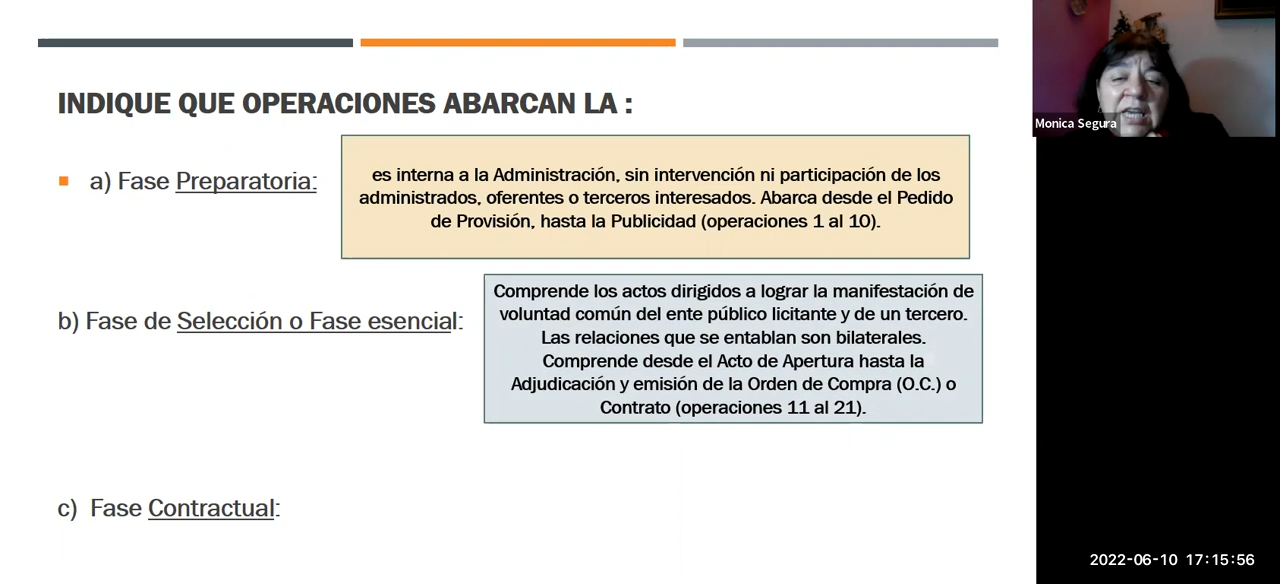 INDIQUE QUE OPERACIONES ABARCAN LA :
a) Fase Preparatoria:
es interna a la Administración, sin intervención ni participación de los
administrados, oferentes o terceros interesados. Abarca desde el Pedido
de Provisión, hasta la Publicidad (operaciones 1 al 10).
b) Fase de Selección o Fase esencial:
Comprende los actos dirigidos a lograr la manifestación de
voluntad común del ente público licitante y de un tercero.
Las relaciones que se entablan son bilaterales.
Comprende desde el Acto de Apertura hasta la
Adjudicación y emisión de la Orden de Compra (O.C.) o
Contrato (operaciones 11 al 21).
c) Fase Contractual:
Monica Segura
2022-06-10 17:15:56